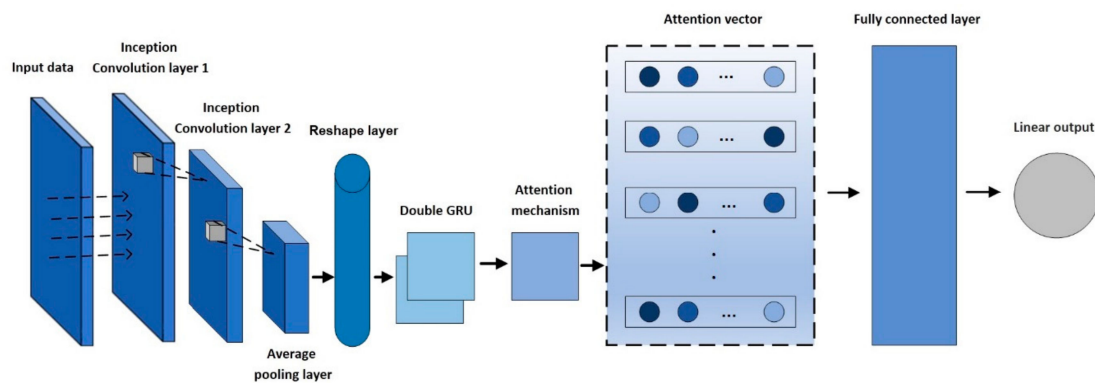 Input data
Inception
Convolution layer 1
Inception
Convolution layer 2
Average
pooling layer
Reshape layer
Double GRU
Attention
mechanism
Attention vector
...
...
...
...
Fully connected layer
Linear output